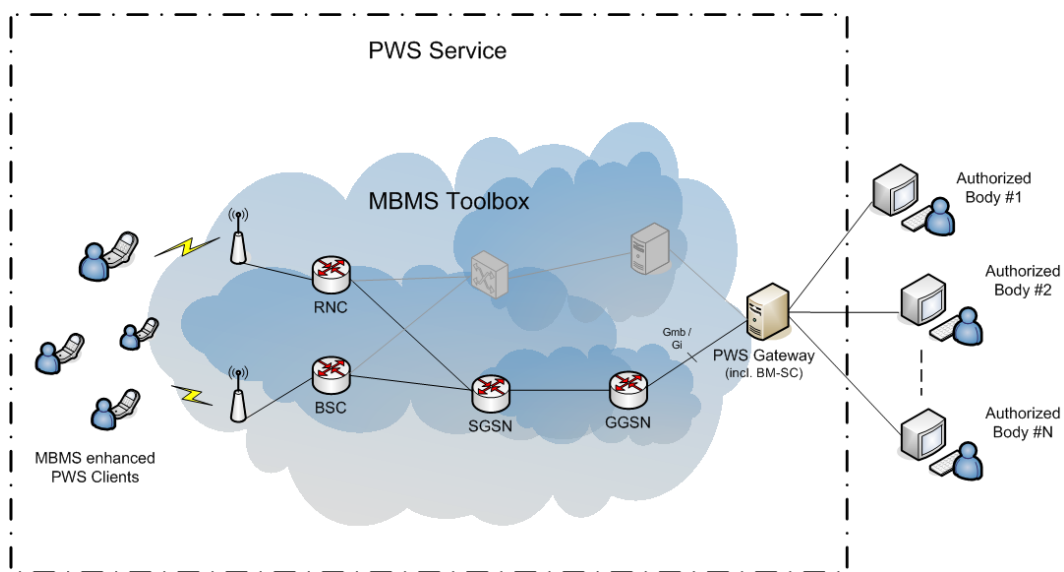 PWS Service
MBMS Toolbox
Authorized
Body #1
Authorized
Body #2
Authorized
Body #N
RNC
BSC
SGSN
GGSN
Gmb /
Gi
PWS Gateway
(incl. BM-SC)
MBMS enhanced
PWS Clients